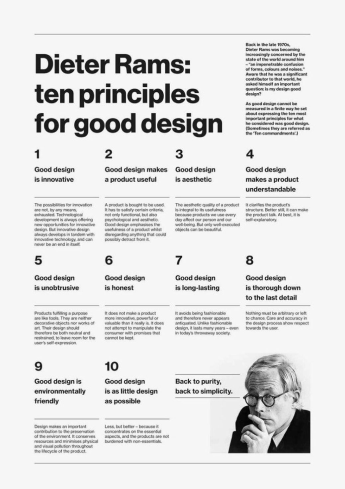 Dieter Rams:
ten principles
for good design
Back in the late 1970s,
Dieter Rams was becoming
increasingly concerned by the
state of the world around him
– “an impenetrable confusion
of forms, colours and noises.”
Aware that he was a significant
contributor to that world, he
asked himself an important
question: is my design good
design?
As good design cannot be
measured in a finite way he set
about expressing the ten most
important principles for what
he considered was good design.
(Sometimes they are referred as
the ‘Ten commandments’.)
1
Good design
is innovative
The possibilities for innovation
are not, by any means,
exhausted. Technological
development is always offering
new opportunities for innovative
design. But innovative design
always develops in tandem with
innovative technology, and can
never be an end in itself.
2
Good design makes
a product useful
A product is bought to be used.
It has to satisfy certain criteria,
not only functional, but also
psychological and aesthetic.
Good design emphasises the
usefulness of a product whilst
disregarding anything that could
possibly detract from it.
3
Good design
is aesthetic
The aesthetic quality of a product
is integral to its usefulness
because products we use every
day affect our person and our
well-being. But only well-executed
objects can be beautiful.
4
Good design
makes a product
understandable
It clarifies the product’s
structure. Better still, it can make
the product talk. At best, it is
self-explanatory.
5
Good design
is unobtrusive
Products fulfilling a purpose
are like tools. They are neither
decorative objects nor works of
art. Their design should
therefore be both neutral and
restrained, to leave room for the
user’s self-expression.
6
Good design
is honest
It does not make a product
more innovative, powerful or
valuable than it really is. It does
not attempt to manipulate the
consumer with promises that
cannot be kept.
7
Good design
is long-lasting
It avoids being fashionable
and therefore never appears
antiquated. Unlike fashionable
design, it lasts many years – even
in today’s throwaway society.
8
Good design
is thorough down
to the last detail
Nothing must be arbitrary or left
to chance. Care and accuracy in
the design process show respect
towards the user.
9
Good design is
environmentally
friendly
Design makes an important
contribution to the preservation
of the environment. It conserves
resources and minimises physical
and visual pollution throughout
the lifecycle of the product.
10
Good design
is as little design
as possible
Less, but better – because it
concentrates on the essential
aspects, and the products are not
burdened with non-essentials.
Back to purity,
back to simplicity.